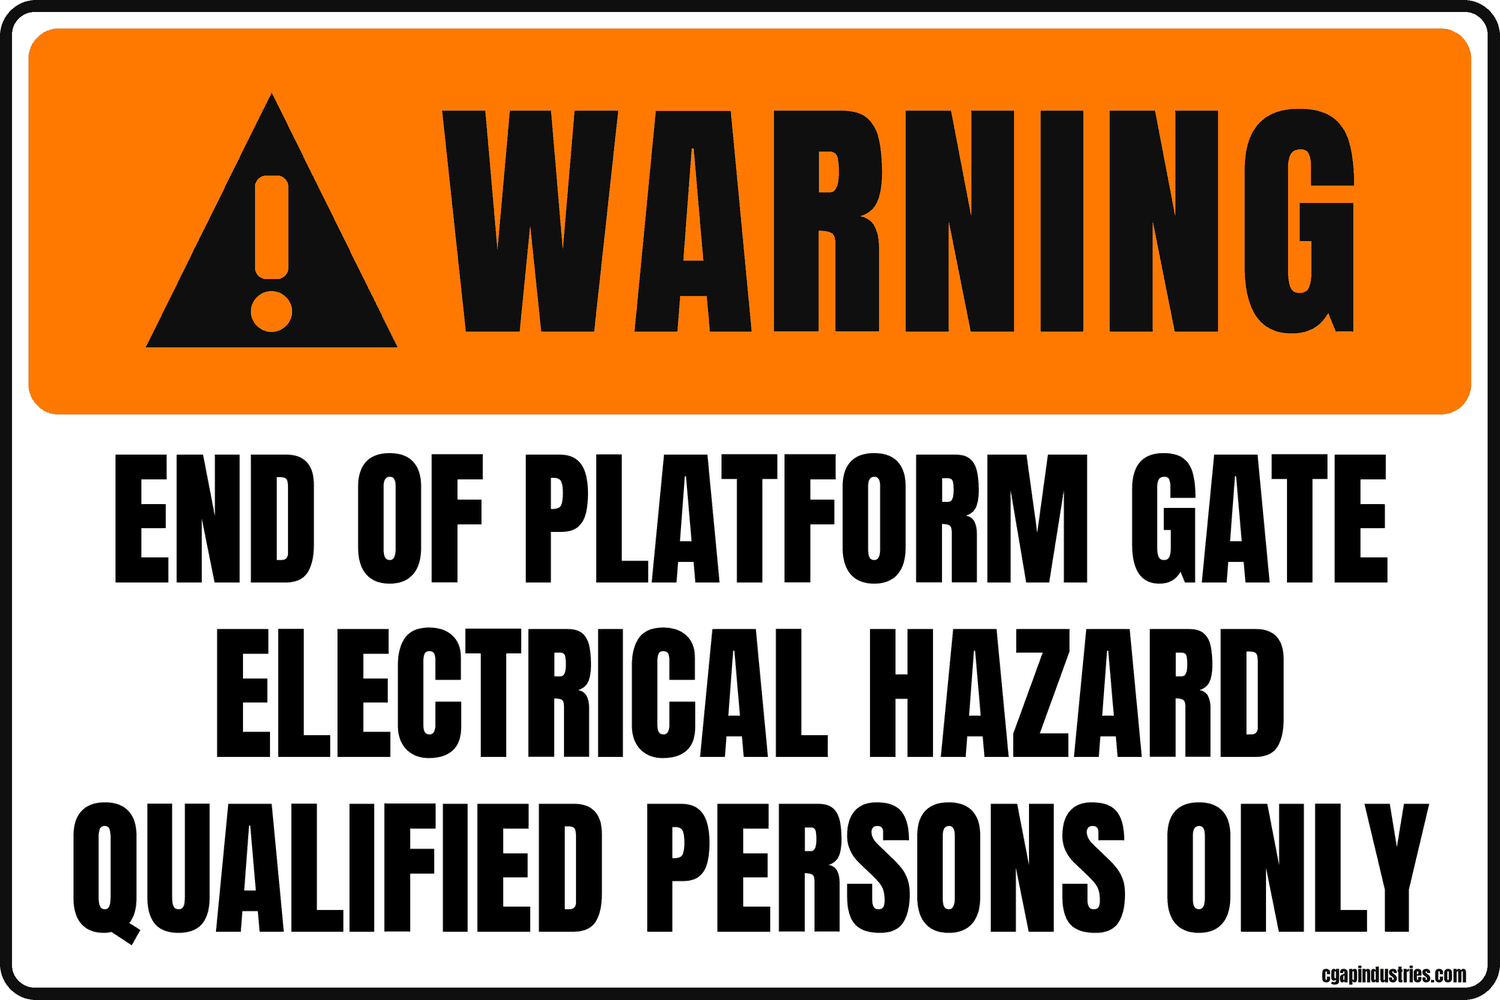 WARNING
END OF PLATFORM GATE
ELECTRICAL HAZARD
QUALIFIED PERSONS ONLY
cgapindustries.com